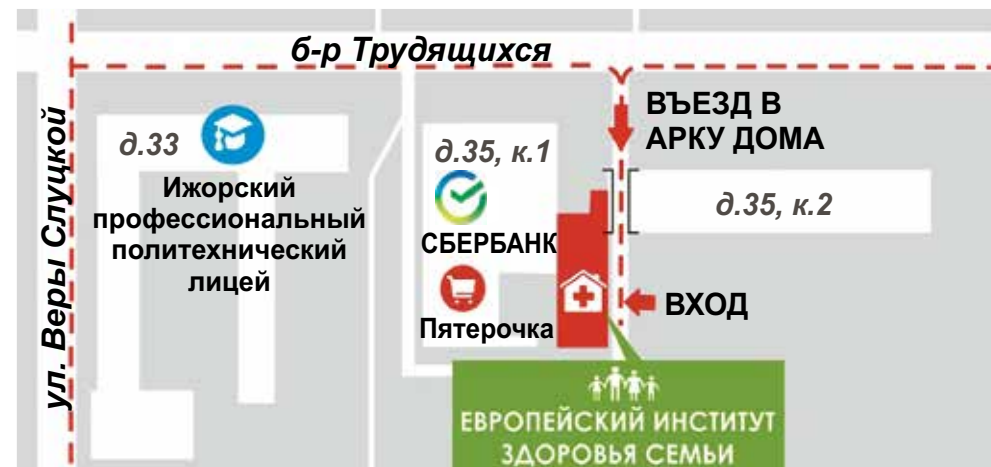 б-р Трудящихся
ул. Веры Слуцкой
д.33
Ижорский
профессиональный
политехнический
лицей
д.35, к.1
СБЕРБАНК
Пятерочка
ВЪЕЗД В
АРКУ ДОМА
д.35, к.2
ВХОД
ЕВРОПЕЙСКИЙ ИНСТИТУТ
ЗДОРОВЬЯ СЕМЬИ